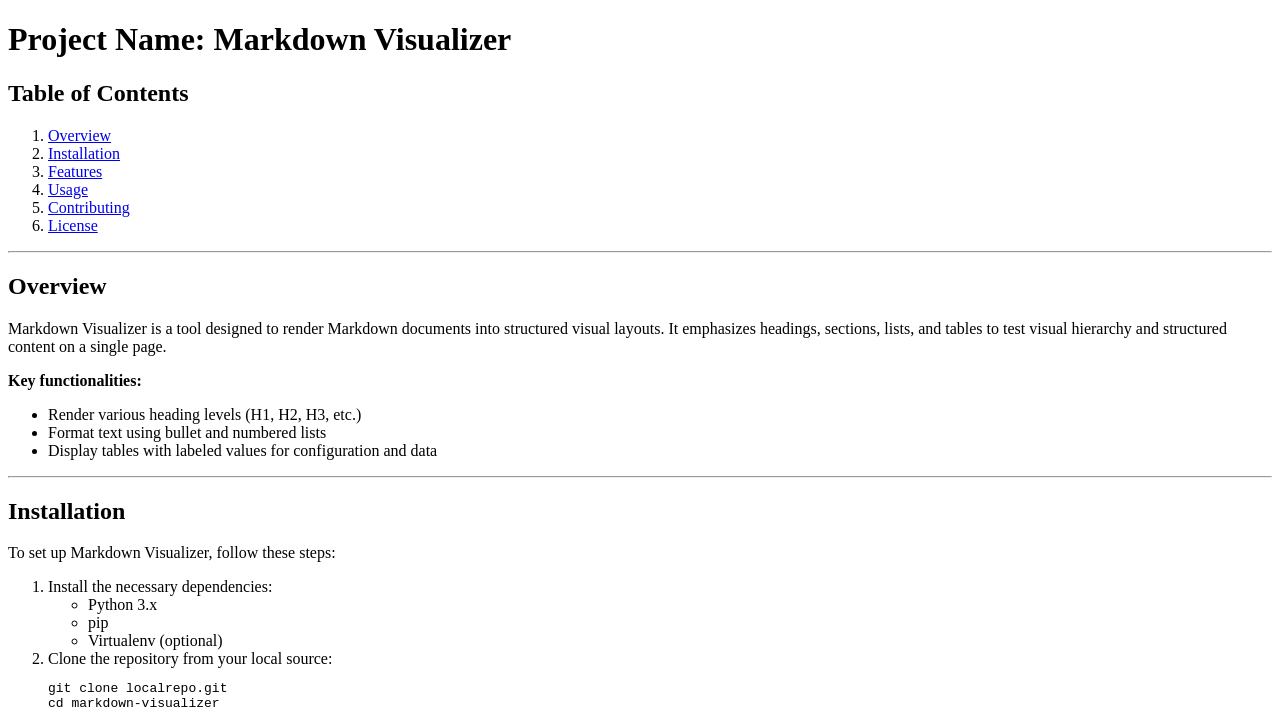 Project Name: Markdown Visualizer
Table of Contents
1. Overview
2. Installation
3. Features
4. Usage
5. Contributing
6. License
Overview
Markdown Visualizer is a tool designed to render Markdown documents into structured visual layouts. It emphasizes headings, sections, lists, and tables to test visual hierarchy and structured
content on a single page.
Key functionalities:
• Render various heading levels (H1, H2, H3, etc.)
• Format text using bullet and numbered lists
• Display tables with labeled values for configuration and data
Installation
To set up Markdown Visualizer, follow these steps:
1. Install the necessary dependencies:
◦ Python 3.x
◦ pip
◦ Virtualenv (optional)
2. Clone the repository from your local source:
git clone localrepo.git
cd markdown-visualizer